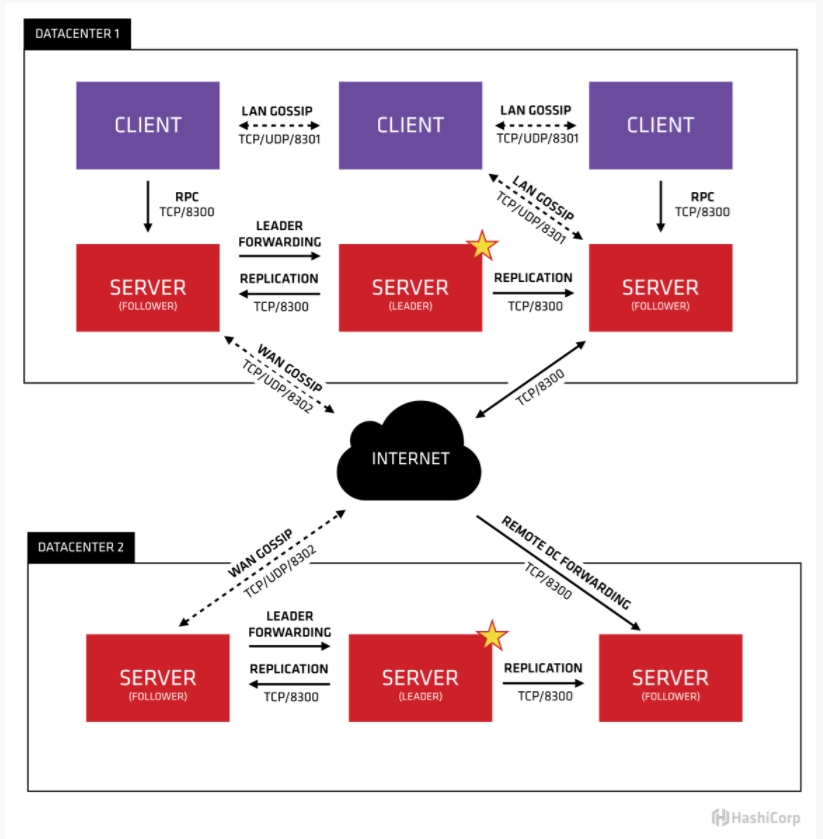 DATACENTER 1
CLIENT
LAN GOSSIP
TCP/UDP/8301
CLIENT
LAN GOSSIP
TCP/UDP/8301
CLIENT
RPC
TCP/8300
LAN GOSSIP
TCP/UDP/8301
RPC
TCP/8300
SERVER
(FOLLOWER)
LEADER
FORWARDING
REPLICATION
TCP/8300
SERVER
(LEADER)
REPLICATION
TCP/8300
SERVER
(FOLLOWER)
WAN GOSSIP
TCP/UDP/8302
TCP/8300
INTERNET
DATACENTER 2
WAN GOSSIP
TCP/UDP/8302
REMOTE DC FORWARDING
TCP/8300
SERVER
(FOLLOWER)
LEADER
FORWARDING
REPLICATION
TCP/8300
SERVER
(LEADER)
REPLICATION
TCP/8300
SERVER
(FOLLOWER)
HashiCorp